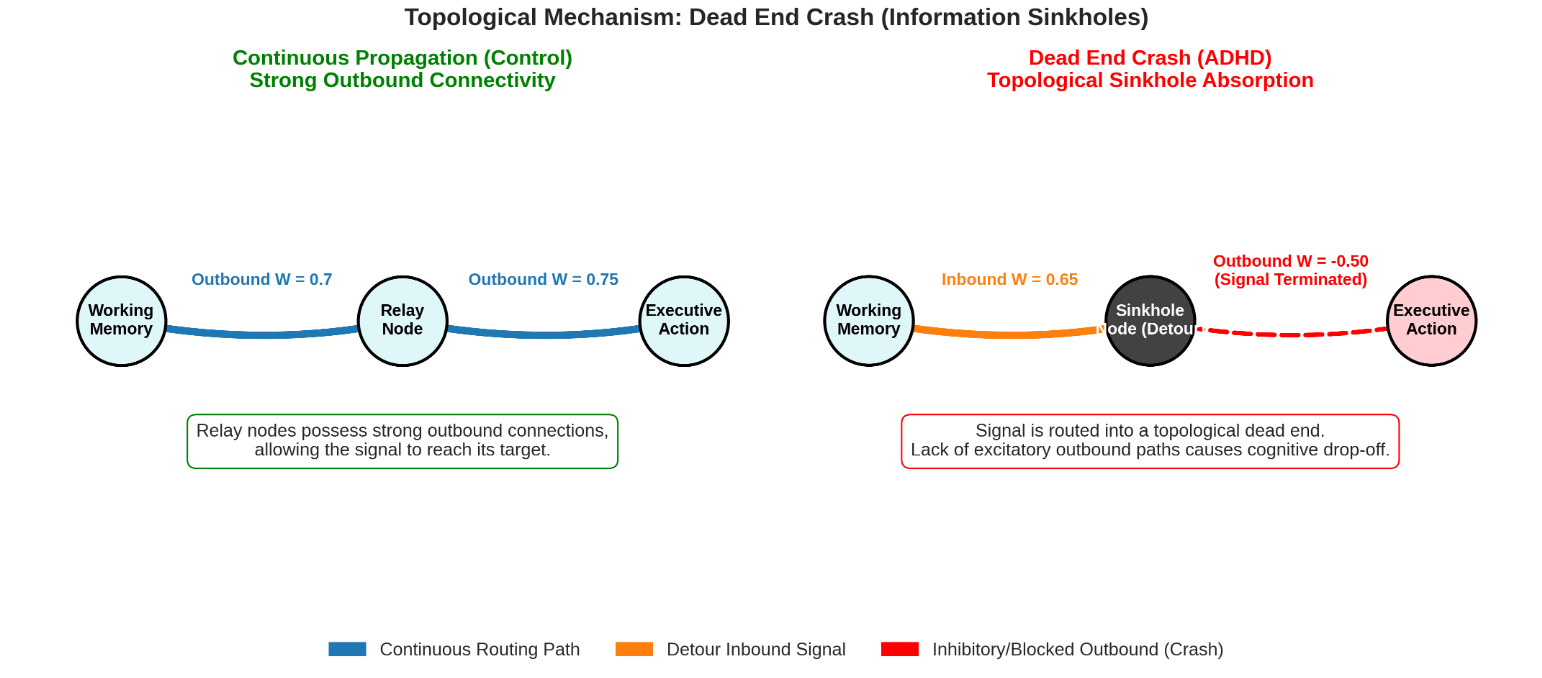 Topological Mechanism: Dead End Crash (Information Sinkholes)
Continuous Propagation (Control)
Strong Outbound Connectivity
Outbound W = 0.7
Outbound W = 0.75
Working
Memory
Relay
Node
Executive
Action
Relay nodes possess strong outbound connections,
allowing the signal to reach its target.
Dead End Crash (ADHD)
Topological Sinkhole Absorption
Inbound W = 0.65
Outbound W = -0.50
(Signal Terminated)
Working
Memory
Sinkhole
Node (Detour
Executive
Action
Signal is routed into a topological dead end.
Lack of excitatory outbound paths causes cognitive drop-off.
Continuous Routing Path
Detour Inbound Signal
Inhibitory/Blocked Outbound (Crash)